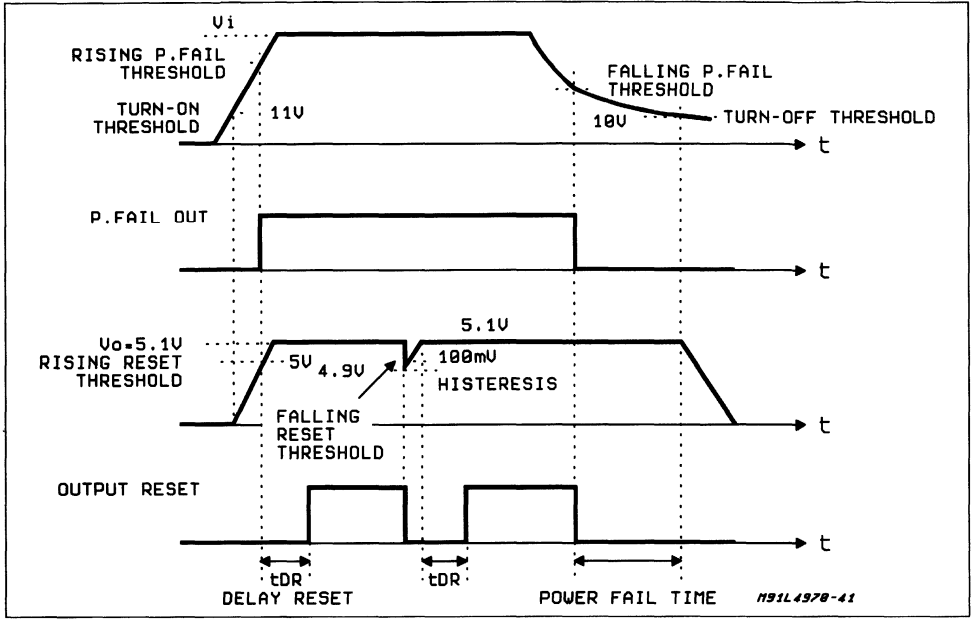 Vi
RISING P.FAIL
THRESHOLD
FALLING P.FAIL
THRESHOLD
TURN-ON
THRESHOLD
11V
10V
TURN-OFF THRESHOLD
t
P.FAIL OUT
t
Vo=5.1V
RISING RESET
THRESHOLD
5V
4.9V
5.1V
100mV
HISTERESIS
FALLING
RESET
THRESHOLD
t
OUTPUT RESET
t
tDR
tDR
DELAY RESET
POWER FAIL TIME
M91L4970-41